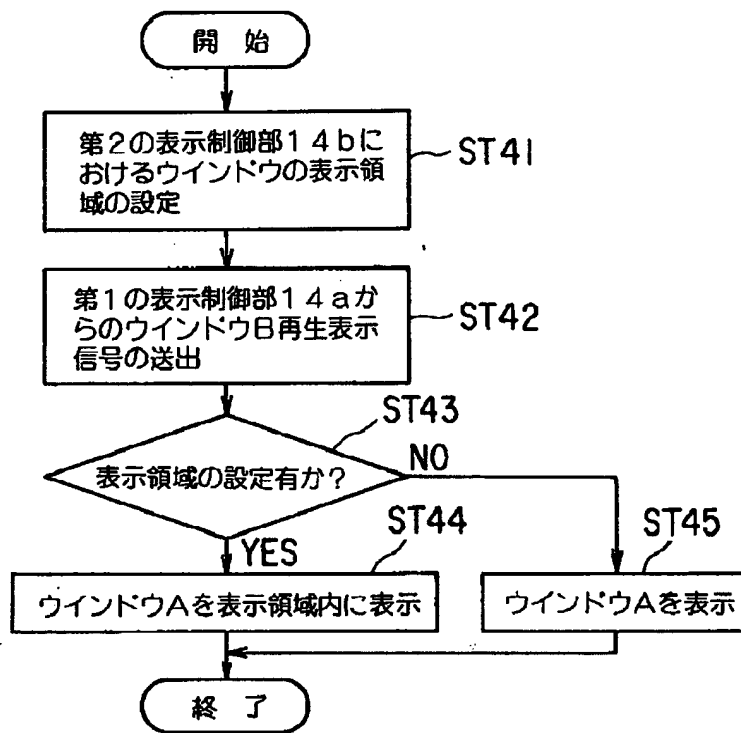 開 始
第2の表示制御部14bに
おけるウインドウの表示領
域の設定
ST41
第1の表示制御部14aか
らのウインドウB再生表示
信号の送出
ST42
ST43
表示領域の設定有か?
NO
YES
ST44
ST45
ウインドウAを表示領域内に表示
ウインドウAを表示
終 了